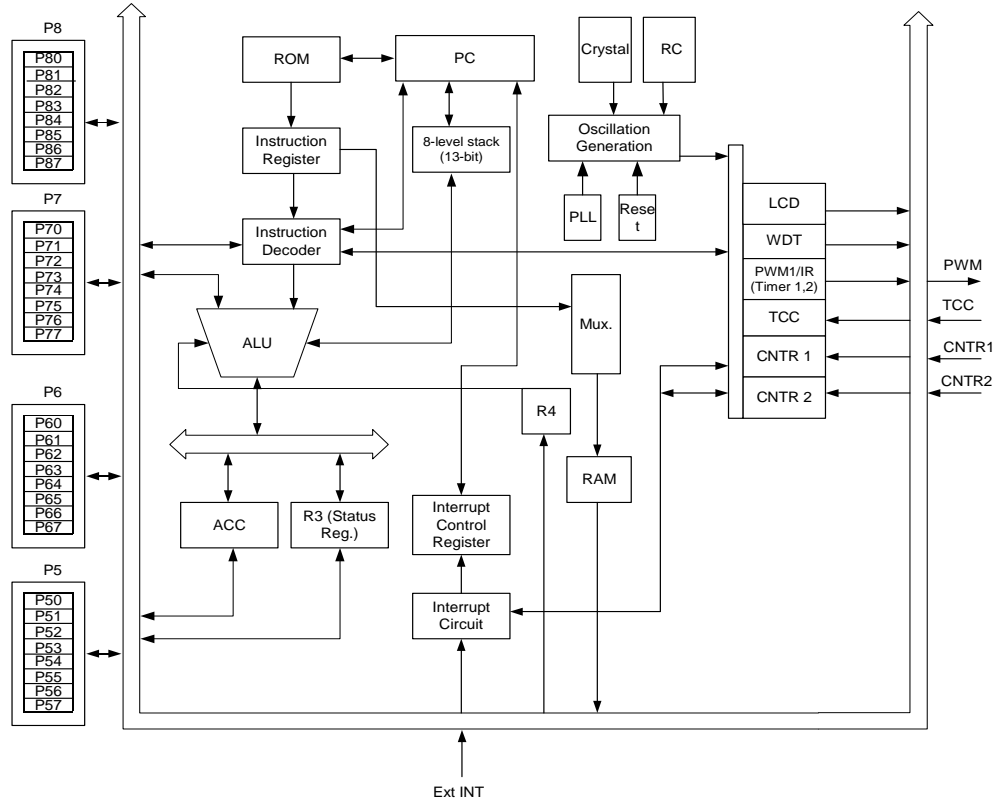 P8
P80
P81
P82
P83
P84
P85
P86
P87
P7
P70
P71
P72
P73
P74
P75
P76
P77
P6
P60
P61
P62
P63
P64
P65
P66
P67
P5
P50
P51
P52
P53
P54
P55
P56
P57
ROM
PC
Crystal
RC
Instruction
Register
8-level stack
(13-bit)
Oscillation
Generation
PLL
Rese
t
Instruction
Decoder
ALU
Mux.
R4
RAM
ACC
R3 (Status
Reg.)
Interrupt
Control
Register
Interrupt
Circuit
LCD
WDT
PWM1/IR
(Timer 1,2)
TCC
CNTR 1
CNTR 2
PWM
TCC
CNTR1
CNTR2
Ext INT